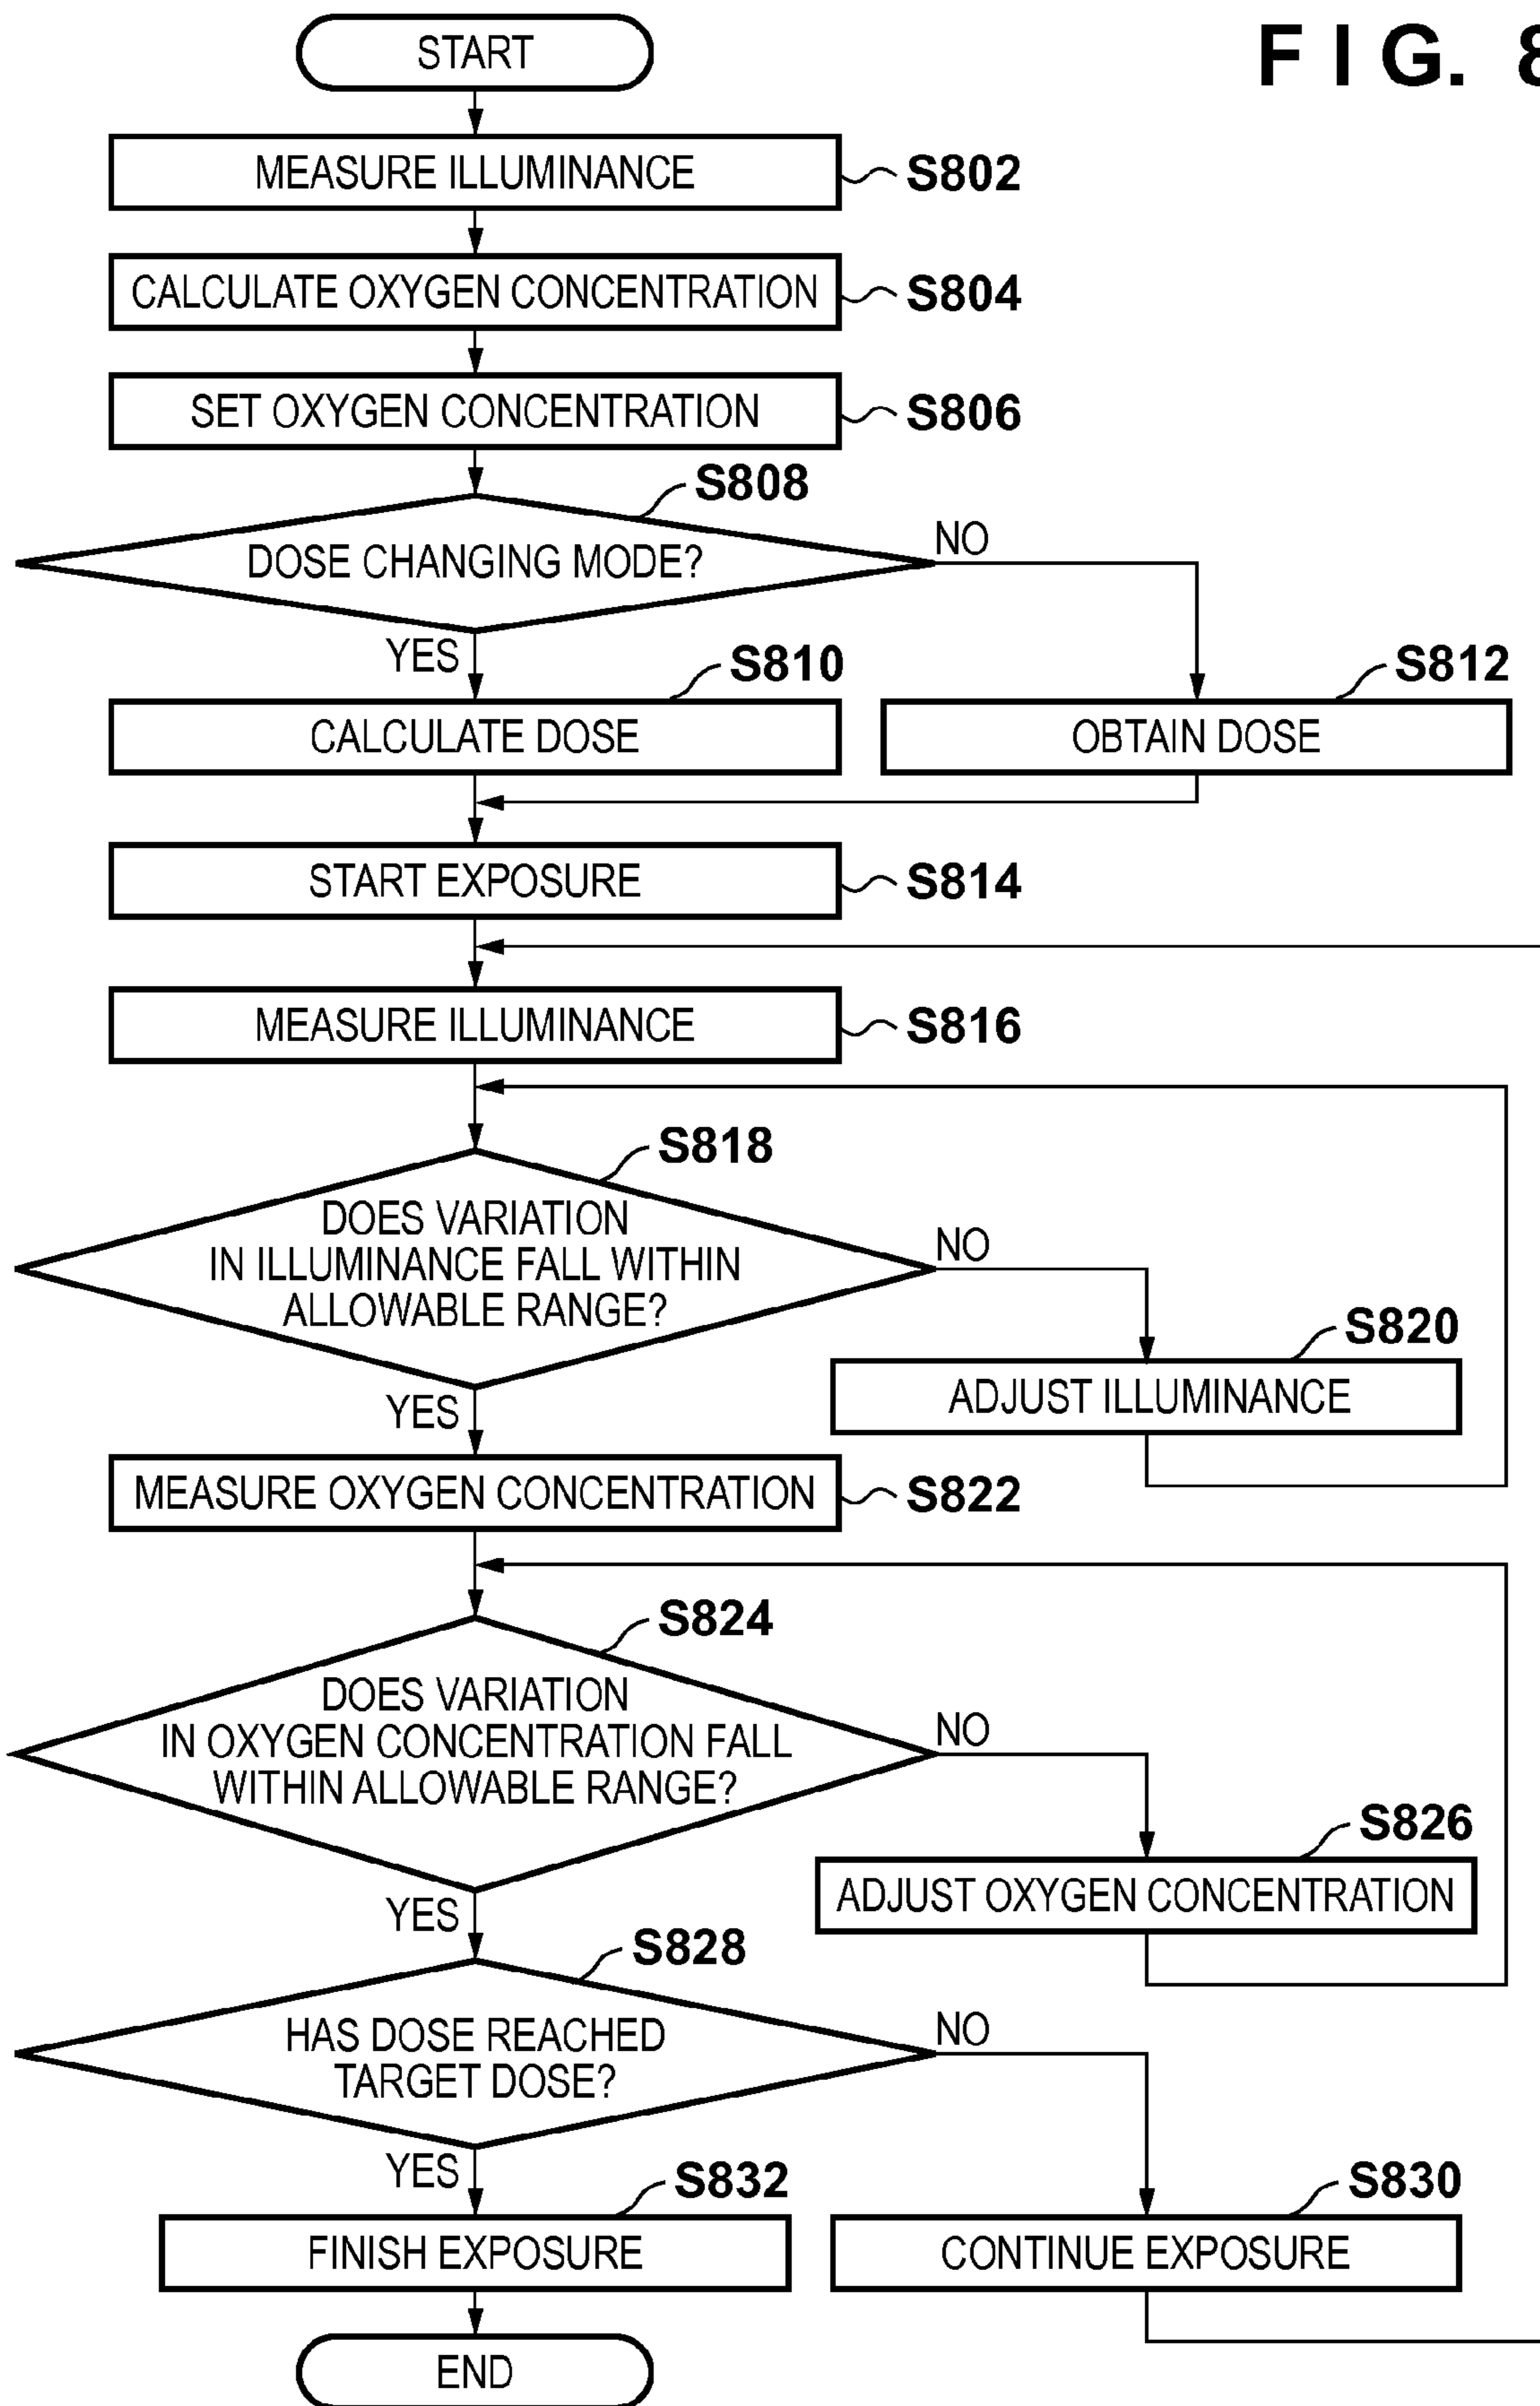 FIG. 8
START
MEASURE ILLUMINANCE
S802
CALCULATE OXYGEN CONCENTRATION
S804
SET OXYGEN CONCENTRATION
S806
S808
DOSE CHANGING MODE?
NO
YES
S810
S812
CALCULATE DOSE
OBTAIN DOSE
START EXPOSURE
S814
MEASURE ILLUMINANCE
S816
S818
DOES VARIATION
IN ILLUMINANCE FALL WITHIN
ALLOWABLE RANGE?
NO
S820
ADJUST ILLUMINANCE
YES
MEASURE OXYGEN CONCENTRATION
S822
S824
DOES VARIATION
IN OXYGEN CONCENTRATION FALL
WITHIN ALLOWABLE RANGE?
NO
S826
ADJUST OXYGEN CONCENTRATION
YES
S828
HAS DOSE REACHED
TARGET DOSE?
NO
YES
S832
S830
FINISH EXPOSURE
CONTINUE EXPOSURE
END